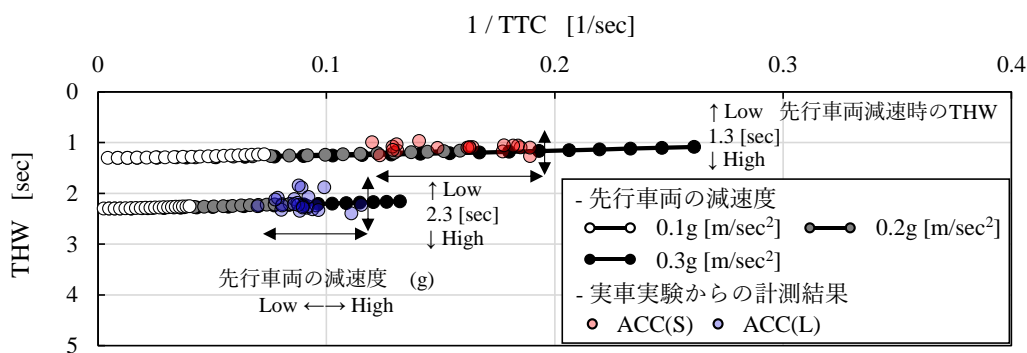 1 / TTC [1/sec]
0 0.1 0.2 0.3 0.4
0
1
2
3
4
5
THW [sec]
↑ Low 先行車両減速時のTHW
1.3 [sec]
↓ High
↑ Low
2.3 [sec]
↓ High
先行車両の減速度 (g)
Low ←→ High
- 先行車両の減速度
0.1g [m/sec²] 0.2g [m/sec²]
0.3g [m/sec²]
- 実車実験からの計測結果
ACC(S) ACC(L)